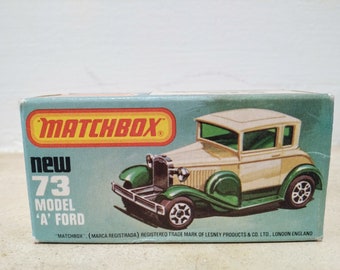 MATCHBOX
new
73
MODEL
'A' FORD
"MATCHBOX" (MARCA REGISTRADA) REGISTERED TRADE MARK OF LESNEY PRODUCTS & CO. LTD., LONDON ENGLAND